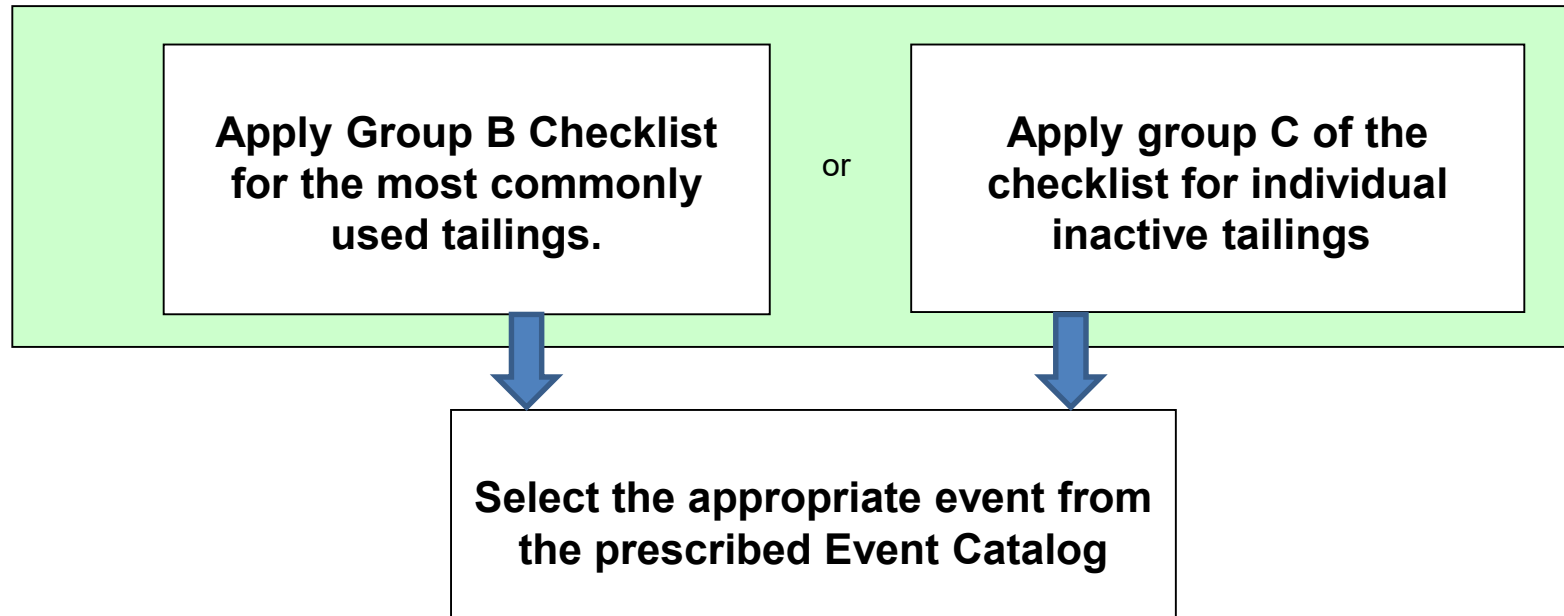 Apply Group B Checklist
for the most commonly
used tailings.
or
Apply group C of the
checklist for individual
inactive tailings
Select the appropriate event from
the prescribed Event Catalog